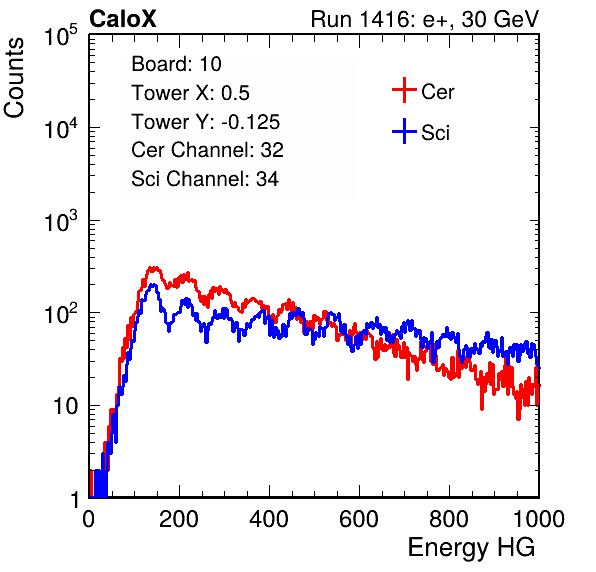 CaloX Run 1416: e+, 30 GeV
Counts
Board: 10
Tower X: 0.5
Tower Y: -0.125
Cer Channel: 32
Sci Channel: 34
Cer
Sci
10^5
10^4
10^3
10^2
10
1
0 200 400 600 800 1000
Energy HG